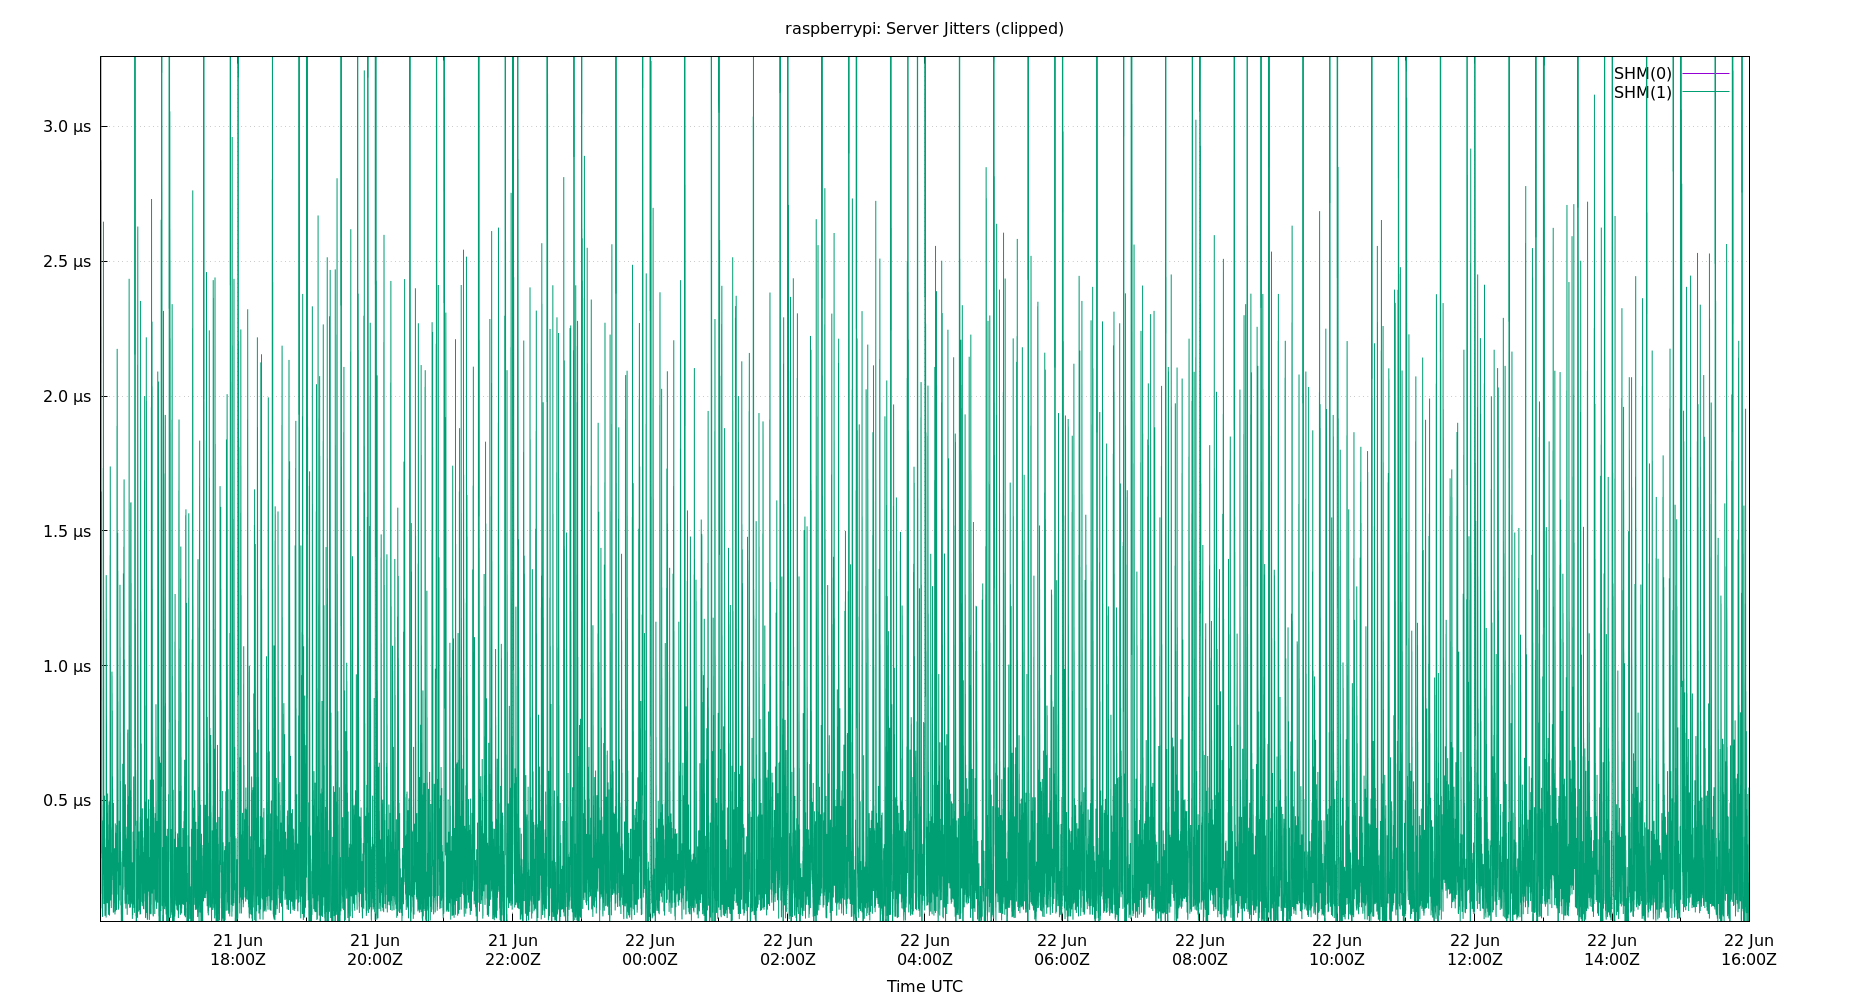 raspberrypi: Server Jitters (clipped)
SHM(0)
SHM(1)
3.0 µs
2.5 µs
2.0 µs
1.5 µs
1.0 µs
0.5 µs
21 Jun 21 Jun 21 Jun 22 Jun 22 Jun 22 Jun 22 Jun 22 Jun 22 Jun 22 Jun 22 Jun 22 Jun
18:00Z 20:00Z 22:00Z 00:00Z 02:00Z 04:00Z 06:00Z 08:00Z 10:00Z 12:00Z 14:00Z 16:00Z
Time UTC